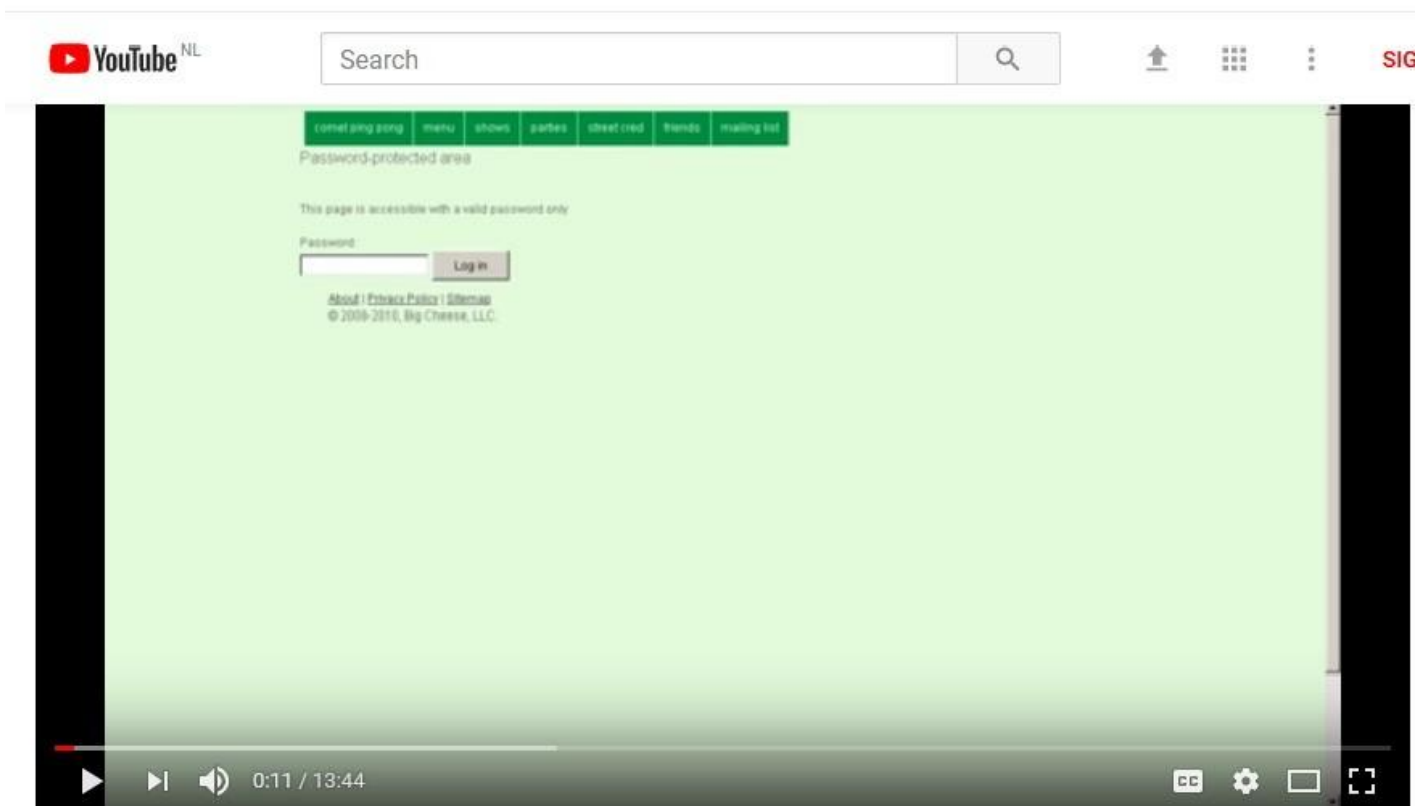 YouTube NL
Search
SIG
comet ping pong menu shows parties street cred friends mailing list
Password-protected area
This page is accessible with a valid password only
Password
Log in
About | Privacy Policy | Sitemap
© 2008-2010, Big Cheese, LLC.
0:11 / 13:44
CC